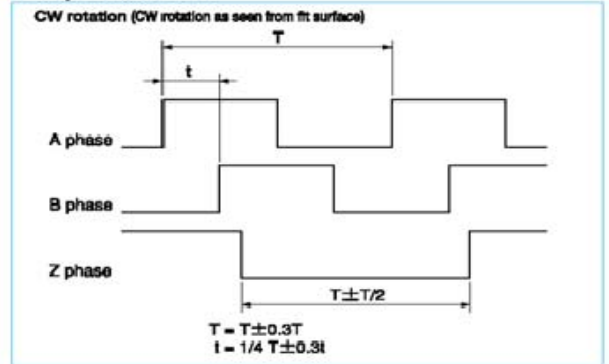 CW rotation (CW rotation as seen from fit surface)
T
t
A phase
B phase
Z phase
T±T/2
T = T±0.3T
t = 1/4 T±0.3t